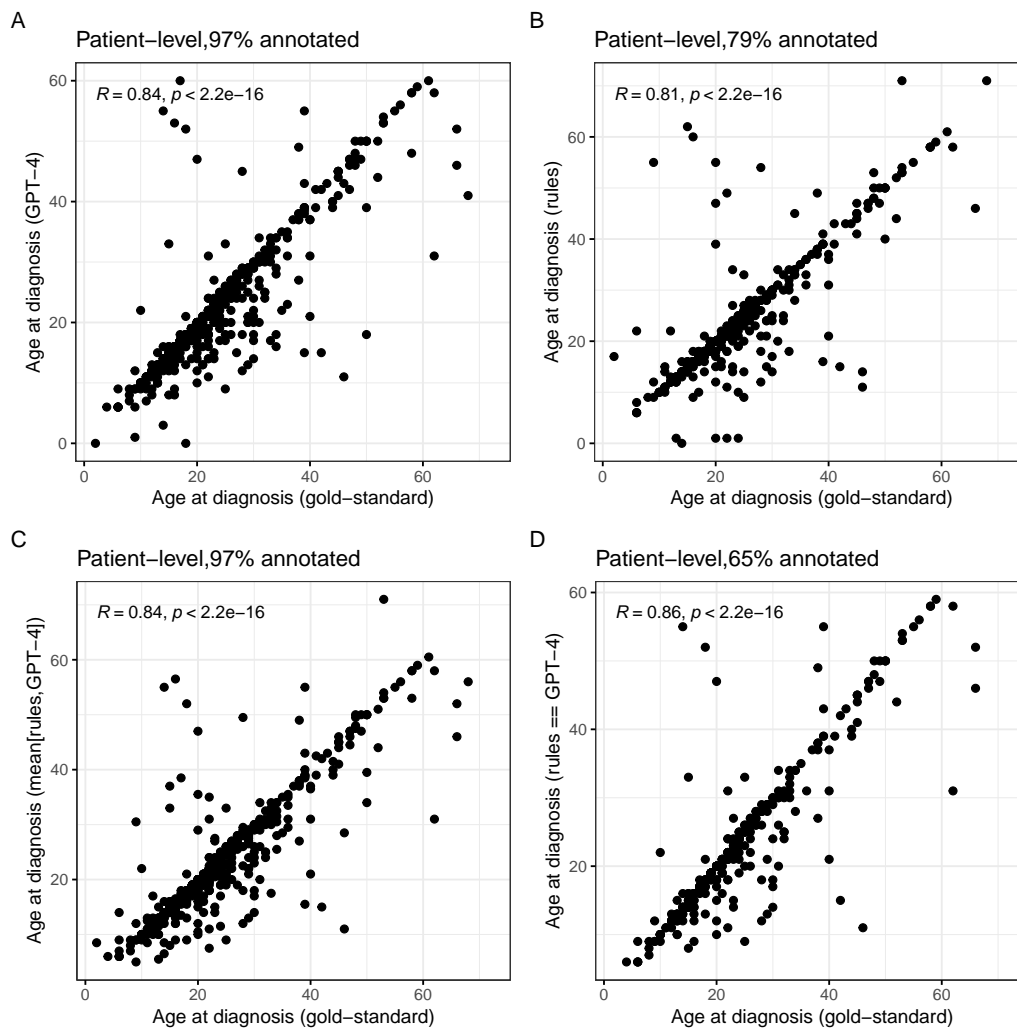 A
Patient−level,97% annotated
R = 0.84, p < 2.2e−16
Age at diagnosis (GPT−4)
60
40
20
0
0 20 40 60
Age at diagnosis (gold−standard)
B
Patient−level,79% annotated
R = 0.81, p < 2.2e−16
Age at diagnosis (rules)
60
40
20
0
0 20 40 60
Age at diagnosis (gold−standard)
C
Patient−level,97% annotated
R = 0.84, p < 2.2e−16
Age at diagnosis (mean[rules,GPT−4])
60
40
20
0 20 40 60
Age at diagnosis (gold−standard)
D
Patient−level,65% annotated
R = 0.86, p < 2.2e−16
Age at diagnosis (rules == GPT−4)
60
40
20
0
0 20 40 60
Age at diagnosis (gold−standard)